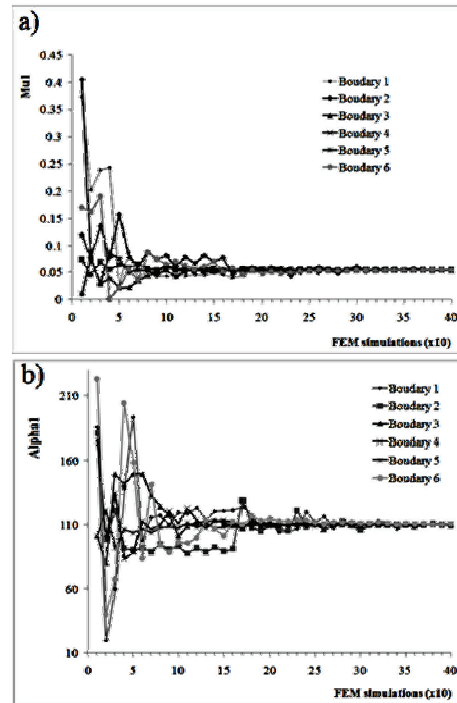 a)
Mul
0.45
0.4
0.35
0.3
0.25
0.2
0.15
0.1
0.05
0
Boudary 1
Boudary 2
Boudary 3
Boudary 4
Boudary 5
Boudary 6
0 5 10 15 20 25 30 35 40
FEM simulations (x10)
b)
Alphal
210
160
110
60
10
Boudary 1
Boudary 2
Boudary 3
Boudary 4
Boudary 5
Boudary 6
0 5 10 15 20 25 30 35 40
FEM simulations (x10)